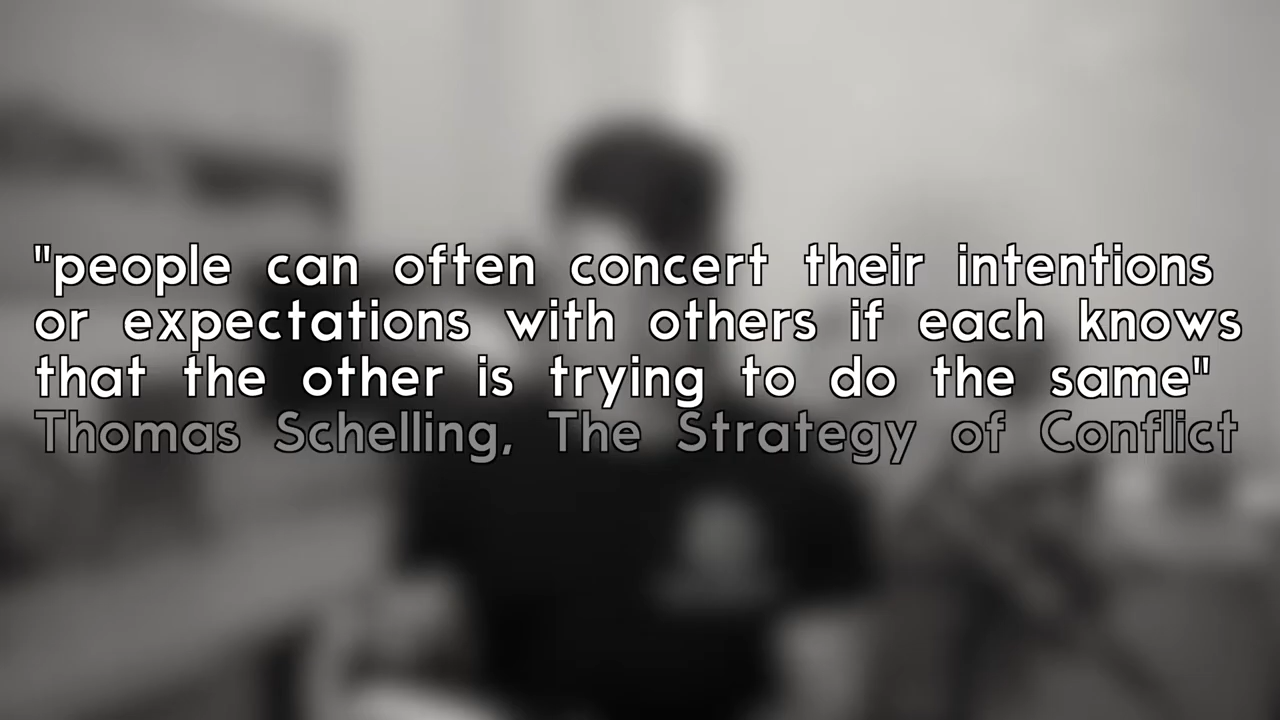 "people can often concert their intentions
or expectations with others if each knows
that the other is trying to do the same"
Thomas Schelling, The Strategy of Conflict